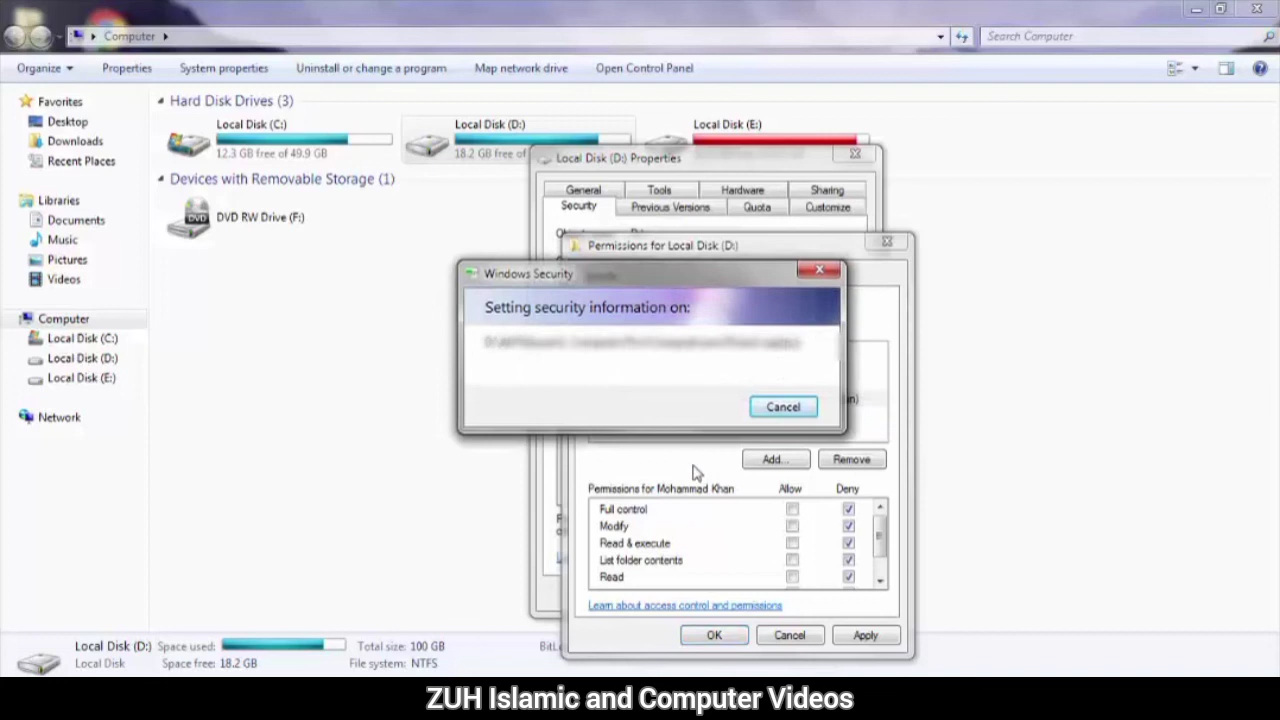 Computer
Search Computer
Organize Properties System properties Uninstall or change a program Map network drive Open Control Panel
Favorites
Desktop
Downloads
Recent Places
Libraries
Documents
Music
Pictures
Videos
Computer
Local Disk (C:)
Local Disk (D:)
Local Disk (E:)
Network
Hard Disk Drives (3)
Local Disk (C:)
12.3 GB free of 49.9 GB
Local Disk (D:)
18.2 GB free of
Local Disk (E:)
Devices with Removable Storage (1)
DVD RW Drive (F:)
Local Disk (D:) Properties
General Tools Hardware Sharing
Security Previous Versions Quota Customize
Permissions for Local Disk (D:)
Windows Security
Setting security information on:
Cancel
Add... Remove
Permissions for Mohammad Khan Allow Deny
Full control
Modify
Read & execute
List folder contents
Read
Learn about access control and permissions
OK Cancel Apply
Local Disk (D:) Space used: Total size: 100 GB
Local Disk Space free: 18.2 GB File system: NTFS
ZUH Islamic and Computer Videos